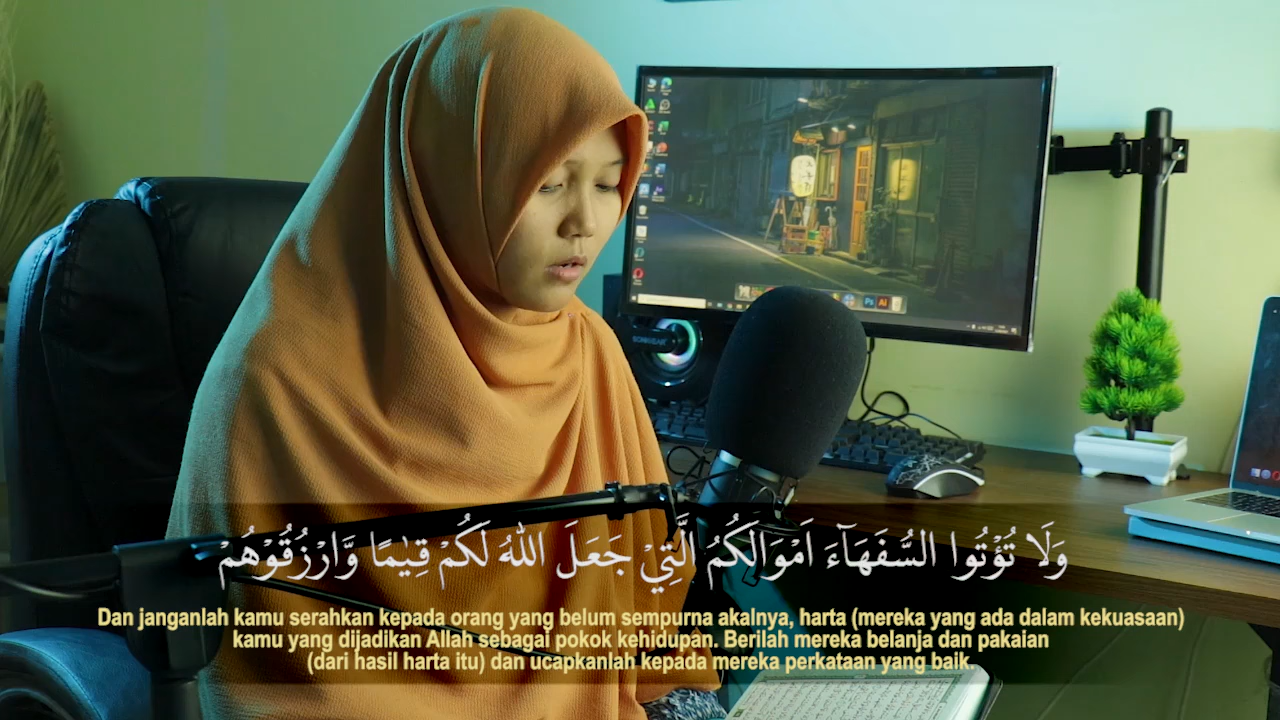 وَلَا تُؤْتُوا السُّفَهَآءَ اَمْوَالَكُمُ الَّتِيْ جَعَلَ اللّٰهُ لَكُمْ قِيٰمًا وَّارْزُقُوْهُمْ
Dan janganlah kamu serahkan kepada orang yang belum sempurna akalnya, harta (mereka yang ada dalam kekuasaan)
kamu yang dijadikan Allah sebagai pokok kehidupan. Berilah mereka belanja dan pakaian
(dari hasil harta itu) dan ucapkanlah kepada mereka perkataan yang baik.